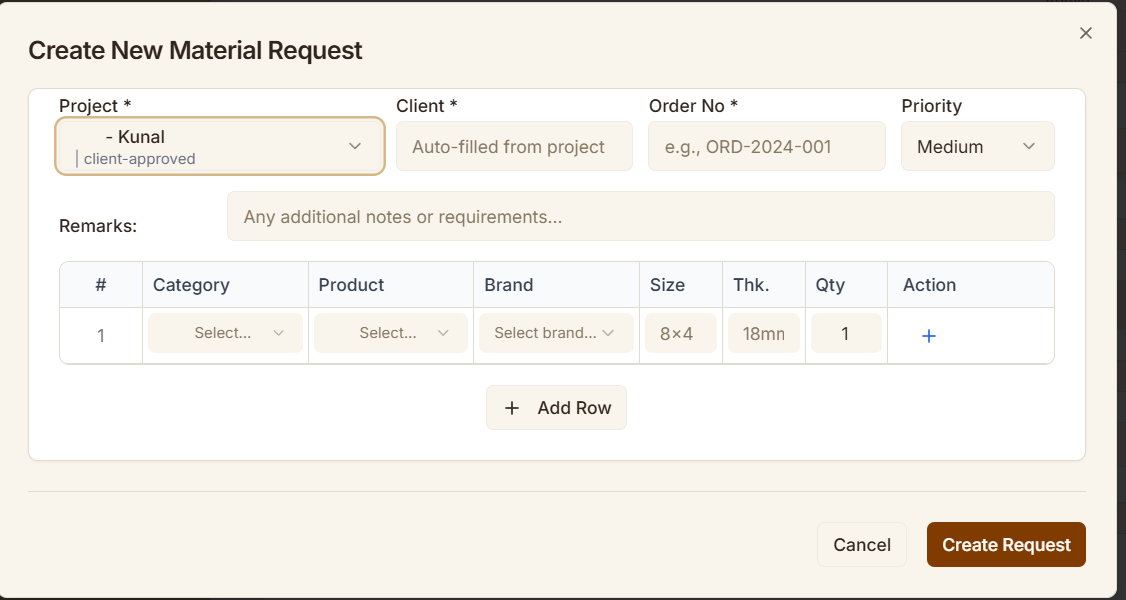 Create New Material Request
Project *
Client *
Order No *
Priority
- Kunal
| client-approved
Auto-filled from project
e.g., ORD-2024-001
Medium
Remarks:
Any additional notes or requirements...
# Category Product Brand Size Thk. Qty Action
1 Select... Select... Select brand... 8×4 18mm 1 +
+ Add Row
Cancel
Create Request